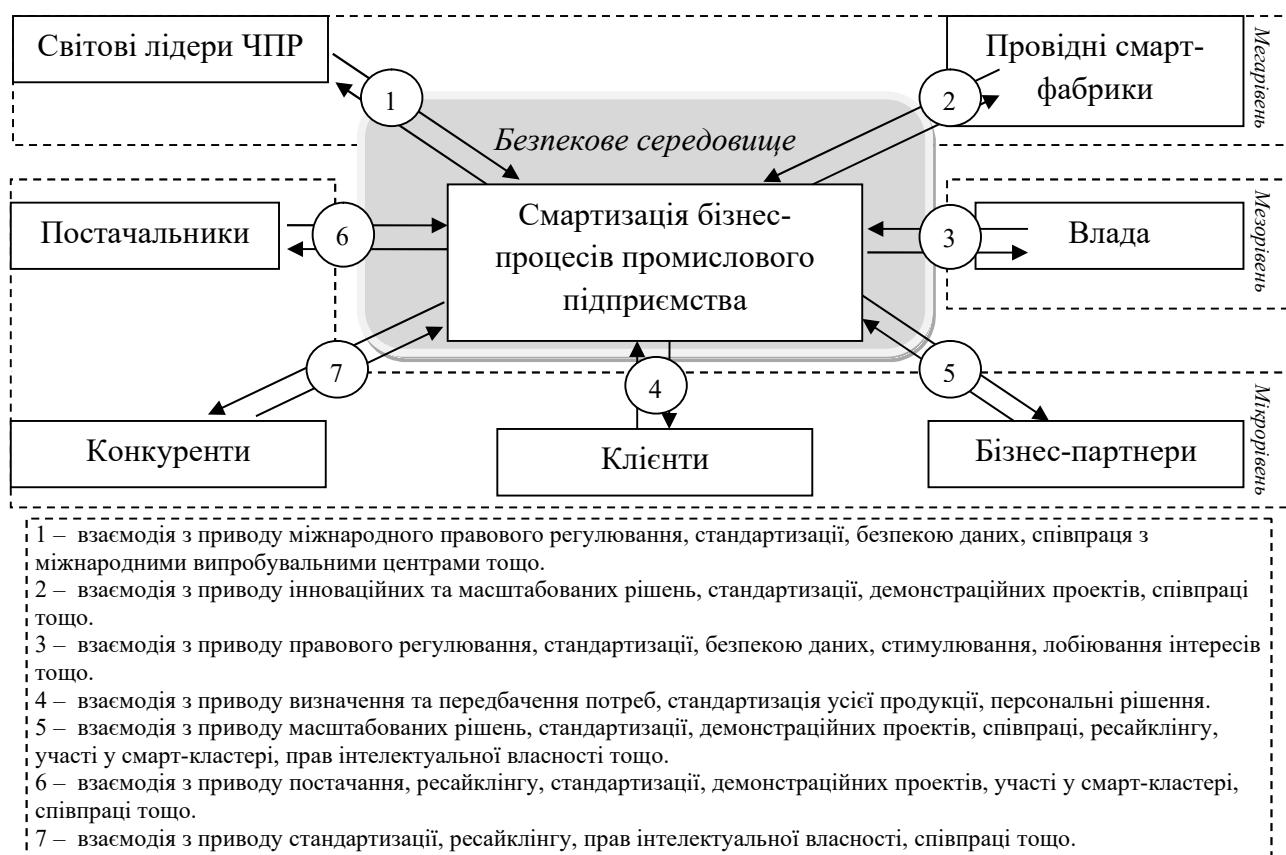 Світові лідери ЧПР
Провідні смарт-
фабрики
Мегарівень
1
2
Безпекове середовище
Постачальники
6
Смартизація бізнес-
процесів промислового
підприємства
3
Влада
Мезорівень
7
4
5
Конкуренти
Клієнти
Бізнес-партнери
Мікрорівень
1 – взаємодія з приводу міжнародного правового регулювання, стандартизації, безпекою даних, співпраця з
міжнародними випробувальними центрами тощо.
2 – взаємодія з приводу інноваційних та масштабованих рішень, стандартизації, демонстраційних проектів, співпраці
тощо.
3 – взаємодія з приводу правового регулювання, стандартизації, безпекою даних, стимулювання, лобіювання інтересів
тощо.
4 – взаємодія з приводу визначення та передбачення потреб, стандартизація усієї продукції, персональні рішення.
5 – взаємодія з приводу масштабованих рішень, стандартизації, демонстраційних проектів, співпраці, ресайклінгу,
участі у смарт-кластері, прав інтелектуальної власності тощо.
6 – взаємодія з приводу постачання, ресайклінгу, стандартизації, демонстраційних проектів, участі у смарт-кластері,
співпраці тощо.
7 – взаємодія з приводу стандартизації, ресайклінгу, прав інтелектуальної власності, співпраці тощо.